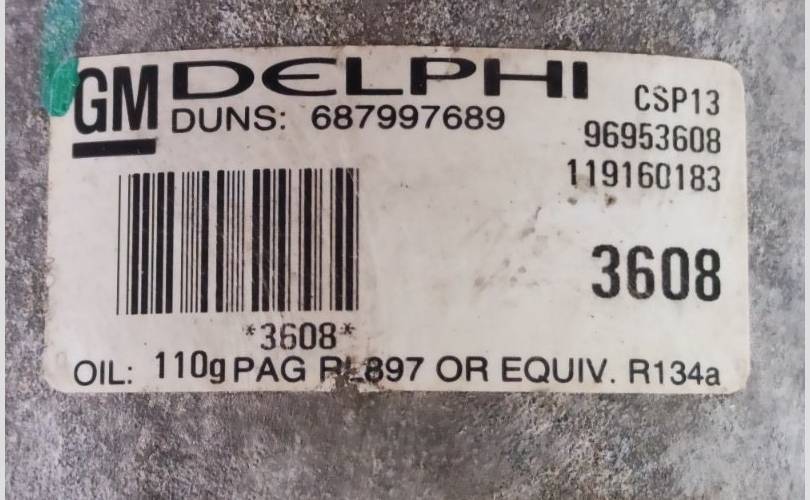 GM DELPHI
CSP13
DUNS: 687997689
96953608
119160183
3608
*3608*
OIL: 110g PAG RL897 OR EQUIV. R134a